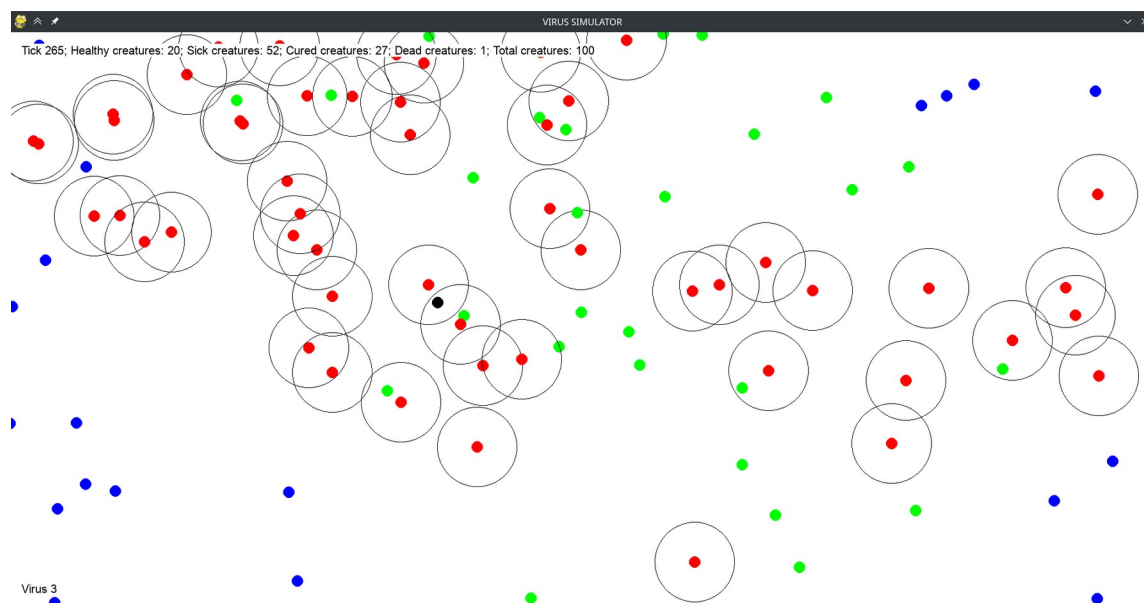 VIRUS SIMULATOR
Tick 265; Healthy creatures: 20; Sick creatures: 52; Cured creatures: 27; Dead creatures: 1; Total creatures: 100
Virus 3